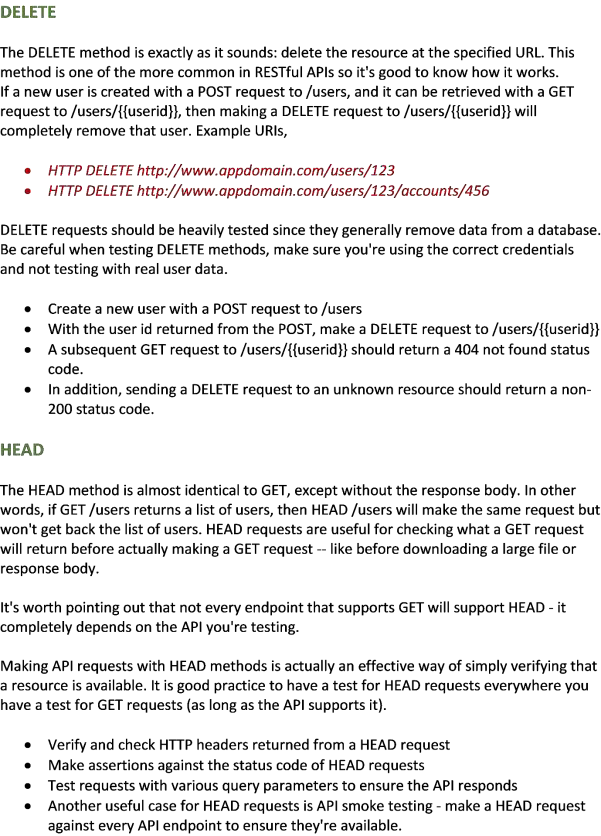 DELETE
The DELETE method is exactly as it sounds: delete the resource at the specified URL. This
method is one of the more common in RESTful APIs so it's good to know how it works.
If a new user is created with a POST request to /users, and it can be retrieved with a GET
request to /users/{{userid}}, then making a DELETE request to /users/{{userid}} will
completely remove that user. Example URIs,
• HTTP DELETE http://www.appdomain.com/users/123
• HTTP DELETE http://www.appdomain.com/users/123/accounts/456
DELETE requests should be heavily tested since they generally remove data from a database.
Be careful when testing DELETE methods, make sure you're using the correct credentials
and not testing with real user data.
• Create a new user with a POST request to /users
• With the user id returned from the POST, make a DELETE request to /users/{{userid}}
• A subsequent GET request to /users/{{userid}} should return a 404 not found status
code.
• In addition, sending a DELETE request to an unknown resource should return a non-
200 status code.
HEAD
The HEAD method is almost identical to GET, except without the response body. In other
words, if GET /users returns a list of users, then HEAD /users will make the same request but
won't get back the list of users. HEAD requests are useful for checking what a GET request
will return before actually making a GET request -- like before downloading a large file or
response body.
It's worth pointing out that not every endpoint that supports GET will support HEAD - it
completely depends on the API you're testing.
Making API requests with HEAD methods is actually an effective way of simply verifying that
a resource is available. It is good practice to have a test for HEAD requests everywhere you
have a test for GET requests (as long as the API supports it).
• Verify and check HTTP headers returned from a HEAD request
• Make assertions against the status code of HEAD requests
• Test requests with various query parameters to ensure the API responds
• Another useful case for HEAD requests is API smoke testing - make a HEAD request
against every API endpoint to ensure they're available.